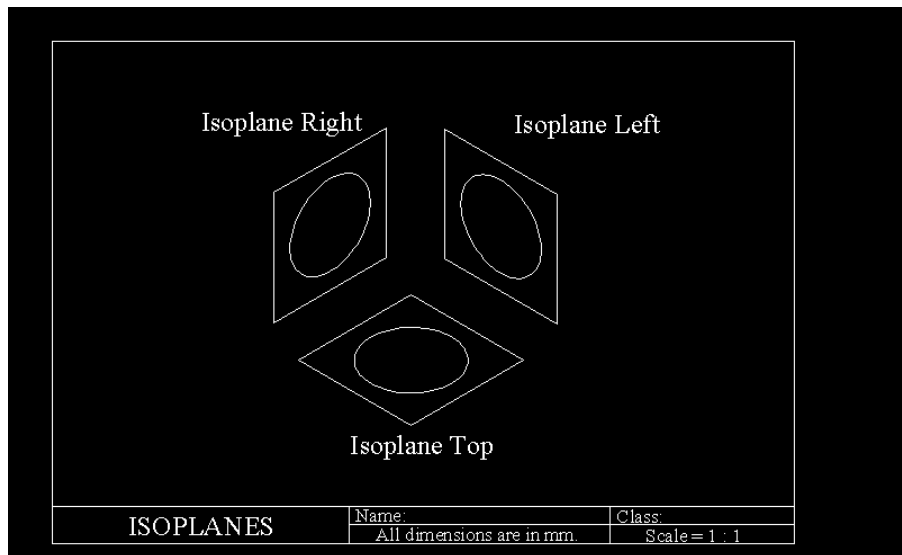 Isoplane Right
Isoplane Left
Isoplane Top
ISOPLANES
Name:
All dimensions are in mm.
Class:
Scale = 1 : 1